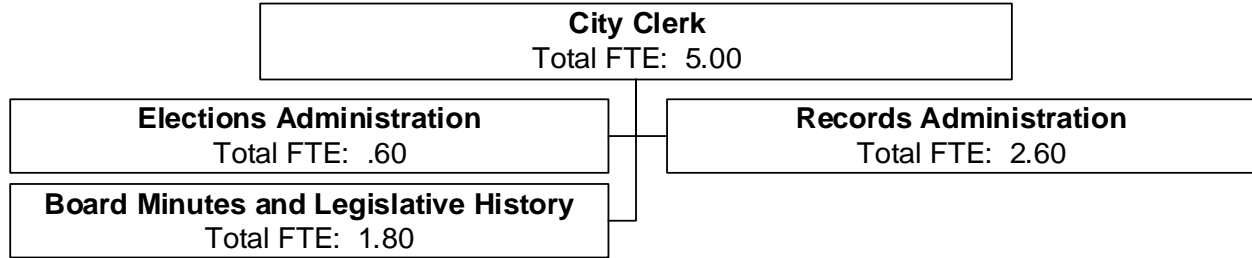 City Clerk
Total FTE:  5.00
Elections Administration
Total FTE:  .60
Records Administration
Total FTE:  2.60
Board Minutes and Legislative History
Total FTE:  1.80